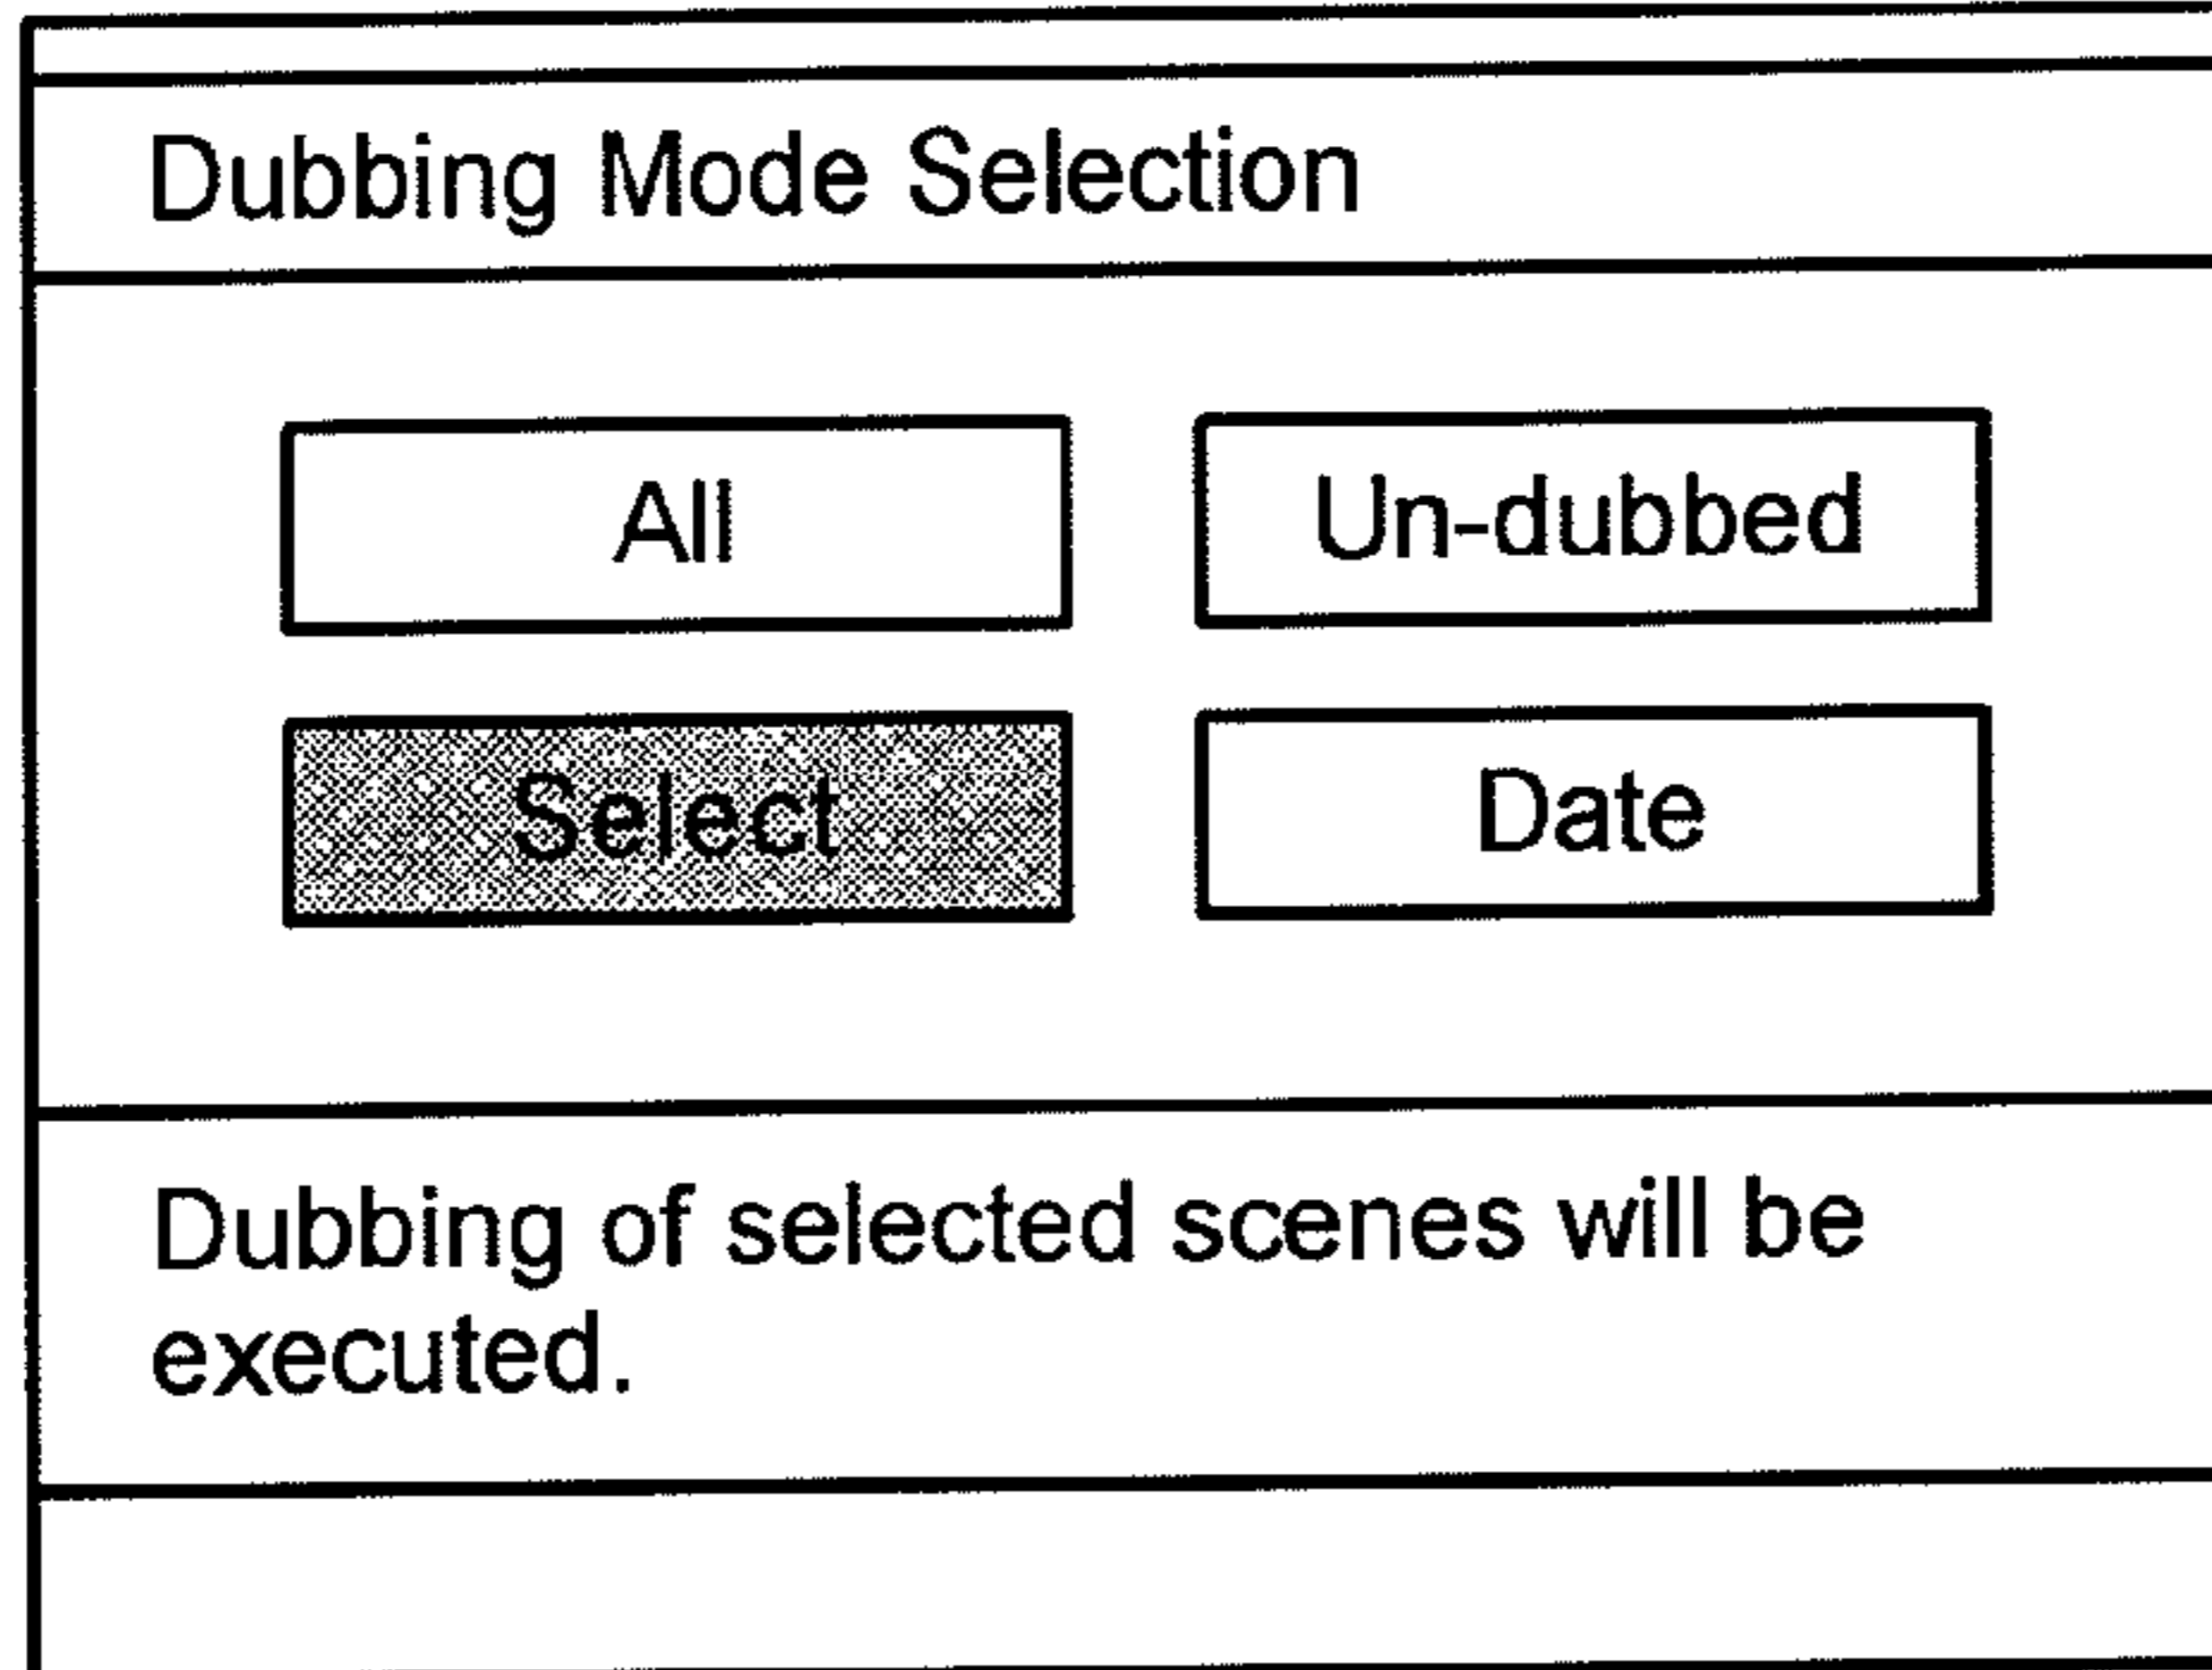 Dubbing Mode Selection
All
Un-dubbed
Select
Date
Dubbing of selected scenes will be
executed.